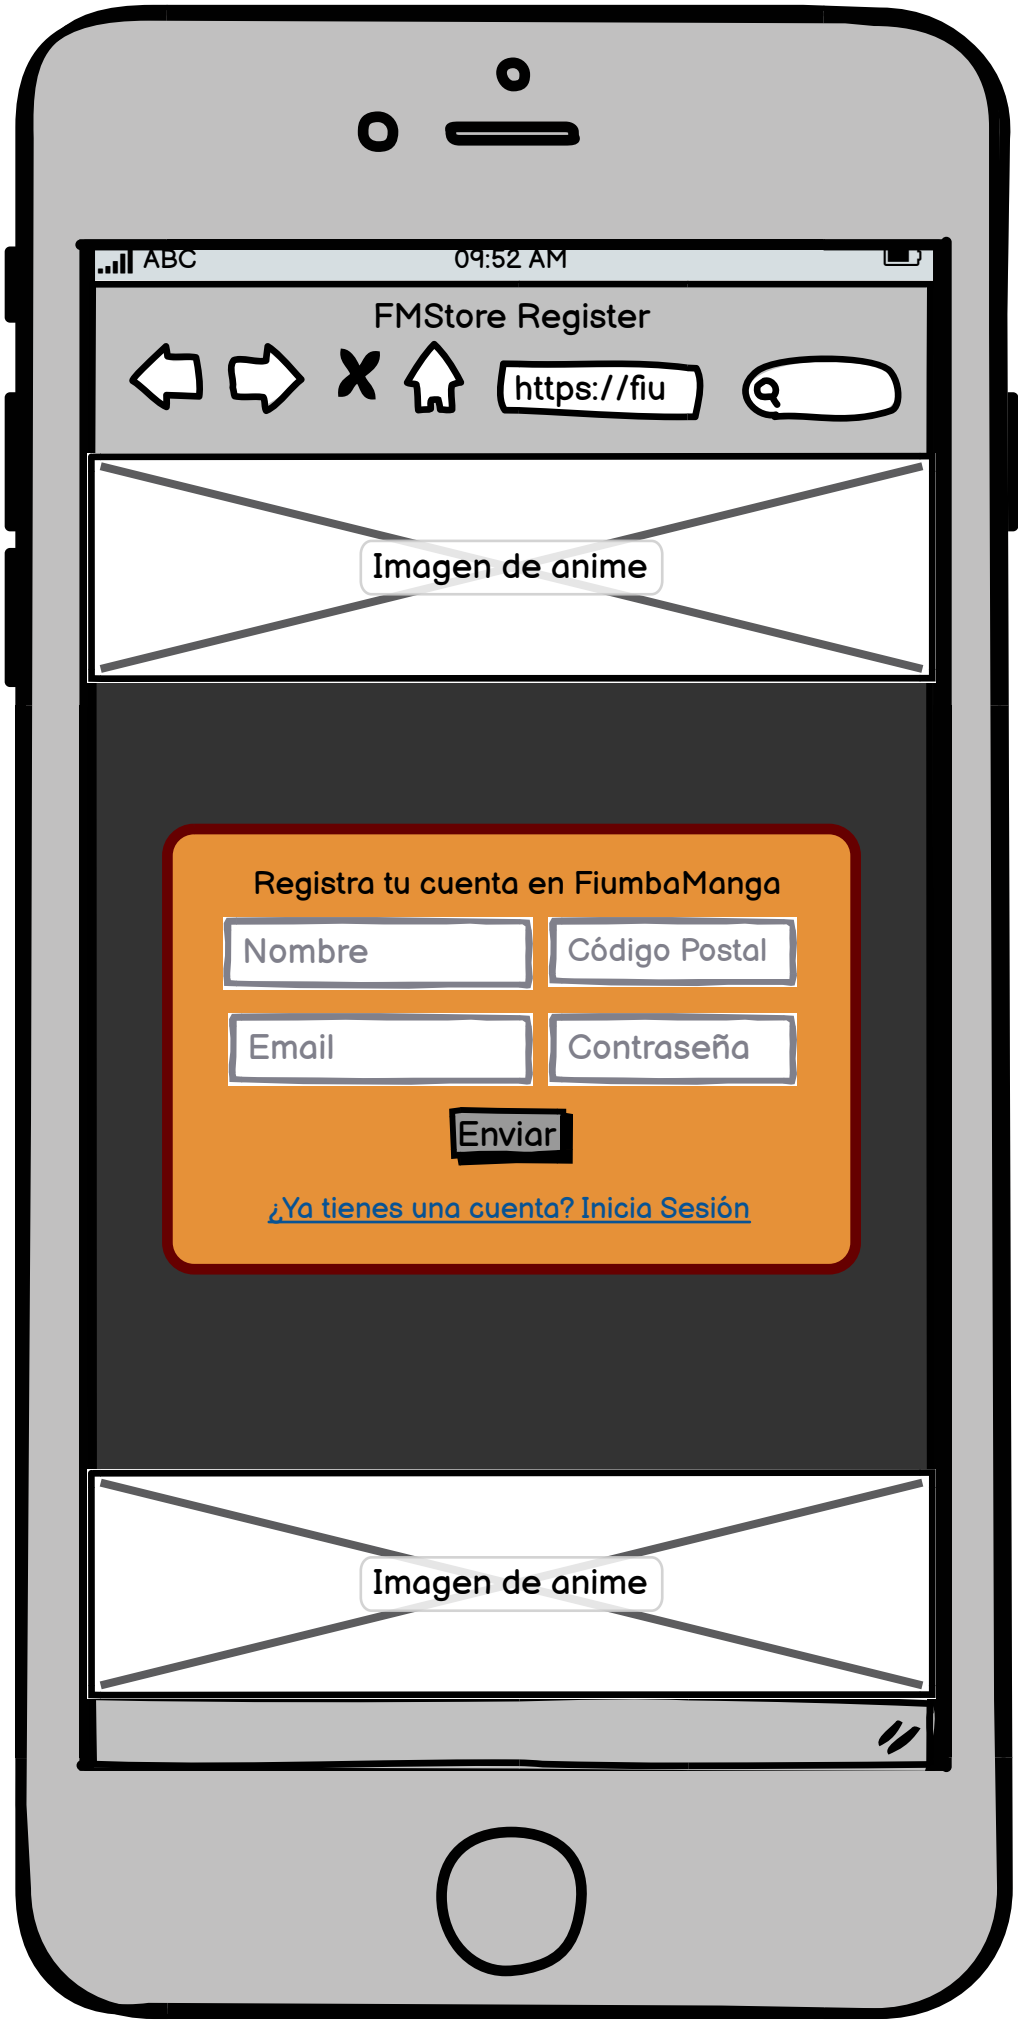 ABC 09:52 AM
FMStore Register
https://fiu
Imagen de anime
Registra tu cuenta en FiumbaManga
Nombre Código Postal
Email Contraseña
Enviar
¿Ya tienes una cuenta? Inicia Sesión
Imagen de anime